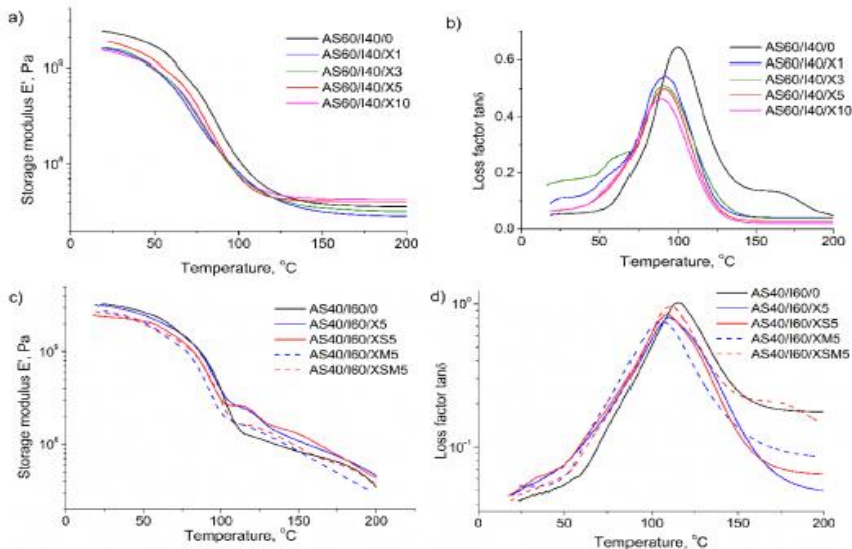 a)
AS60/I40/0
AS60/I40/X1
AS60/I40/X3
AS60/I40/X5
AS60/I40/X10
Storage modulus E', Pa
10⁹
10⁸
0 50 100 150 200
Temperature, °C
b)
AS60/I40/0
AS60/I40/X1
AS60/I40/X3
AS60/I40/X5
AS60/I40/X10
Loss factor tanδ
0.6
0.4
0.2
0.0
0 50 100 150 200
Temperature, °C
c)
AS40/I60/0
AS40/I60/X5
AS40/I60/XS5
AS40/I60/XM5
AS40/I60/XSM5
Storage modulus E', Pa
10⁹
10⁸
0 50 100 150 200
Temperature, °C
d)
AS40/I60/0
AS40/I60/X5
AS40/I60/XS5
AS40/I60/XM5
AS40/I60/XSM5
Loss factor tanδ
10⁰
10⁻¹
0 50 100 150 200
Temperature, °C